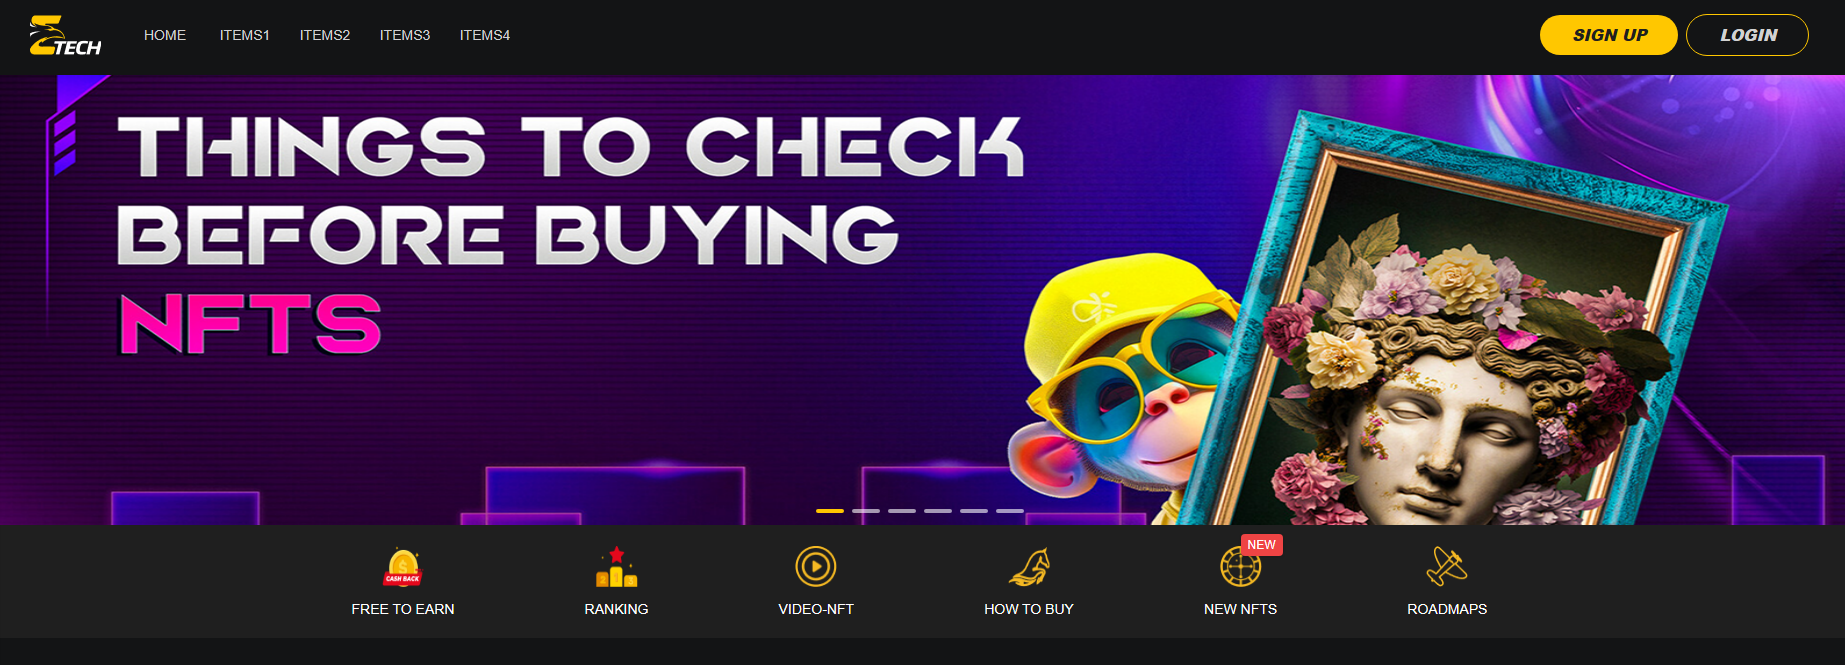 TECH
HOME
ITEMS1
ITEMS2
ITEMS3
ITEMS4
SIGN UP
LOGIN
THINGS TO CHECK
BEFORE BUYING
NFTS
CASH BACK
FREE TO EARN
RANKING
VIDEO-NFT
HOW TO BUY
NEW
NEW NFTS
ROADMAPS